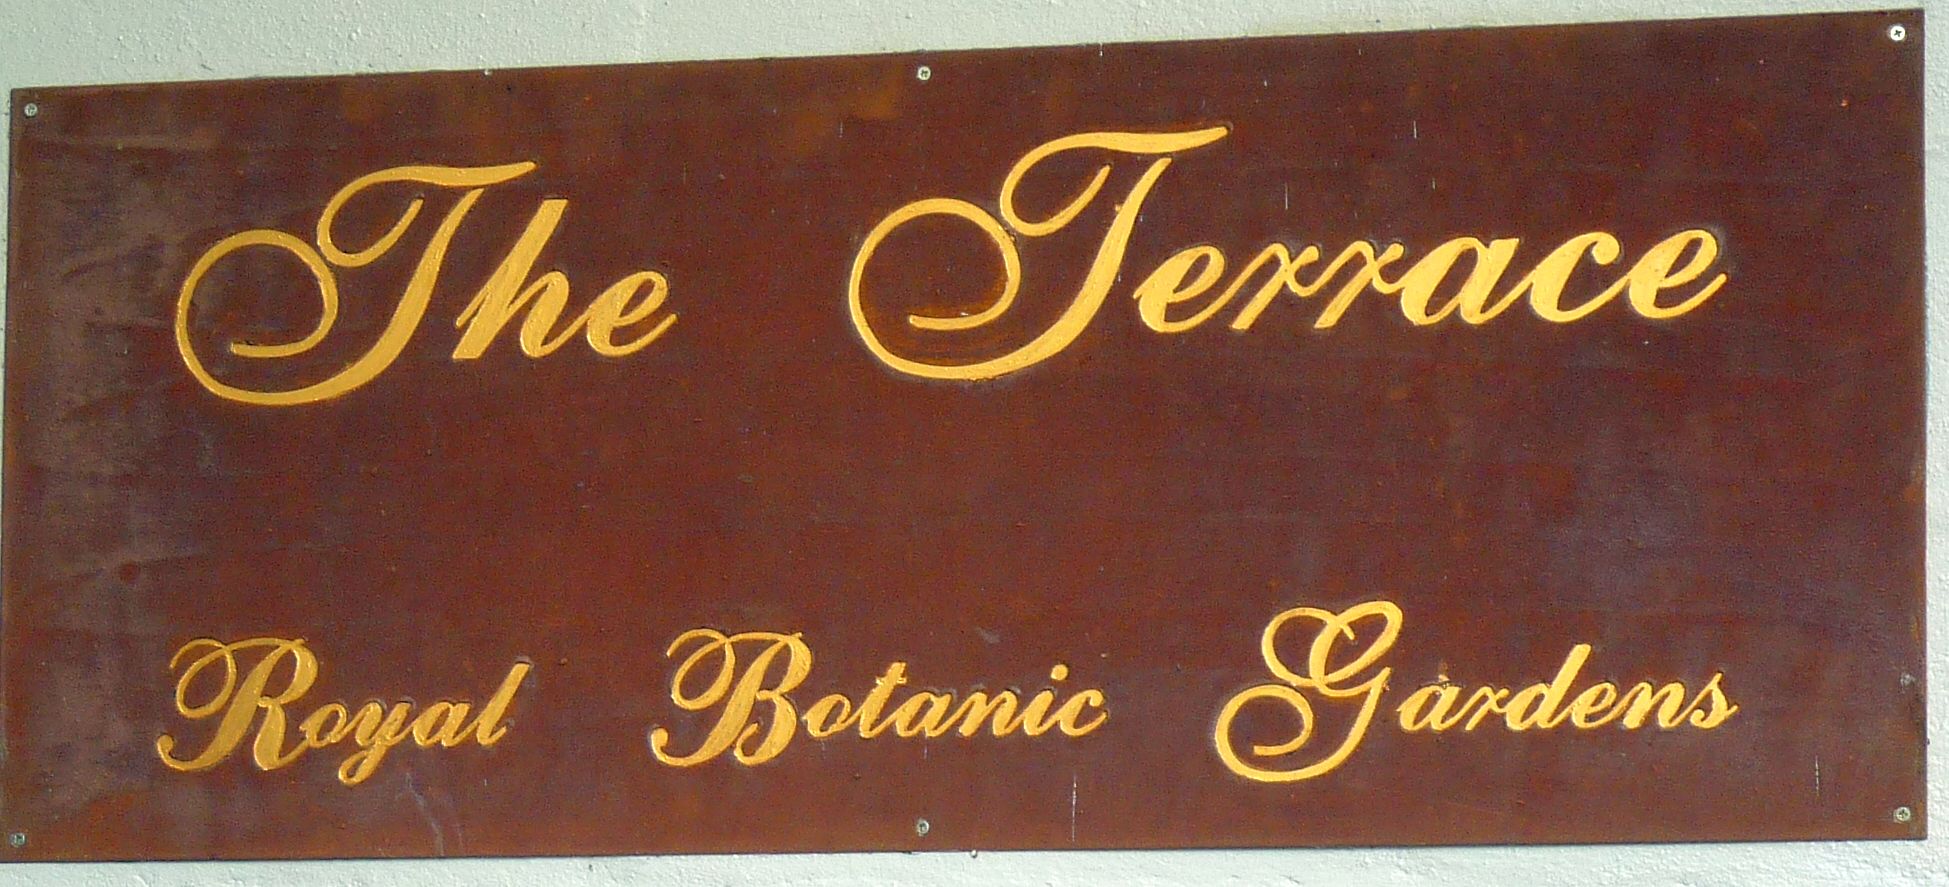 The Terrace
Royal Botanic Gardens